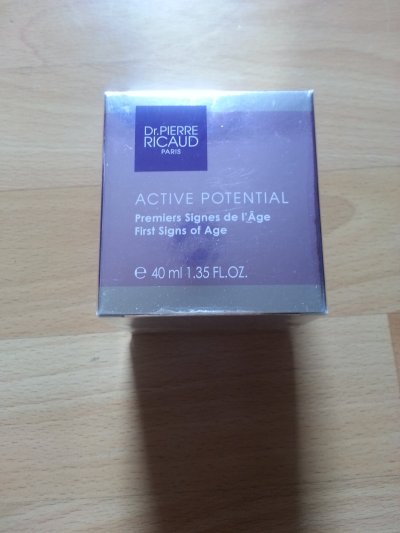 Dr.PIERRE
RICAUD
PARIS
ACTIVE POTENTIAL
Premiers Signes de l'Âge
First Signs of Age
℮ 40 ml 1.35 FL.OZ.